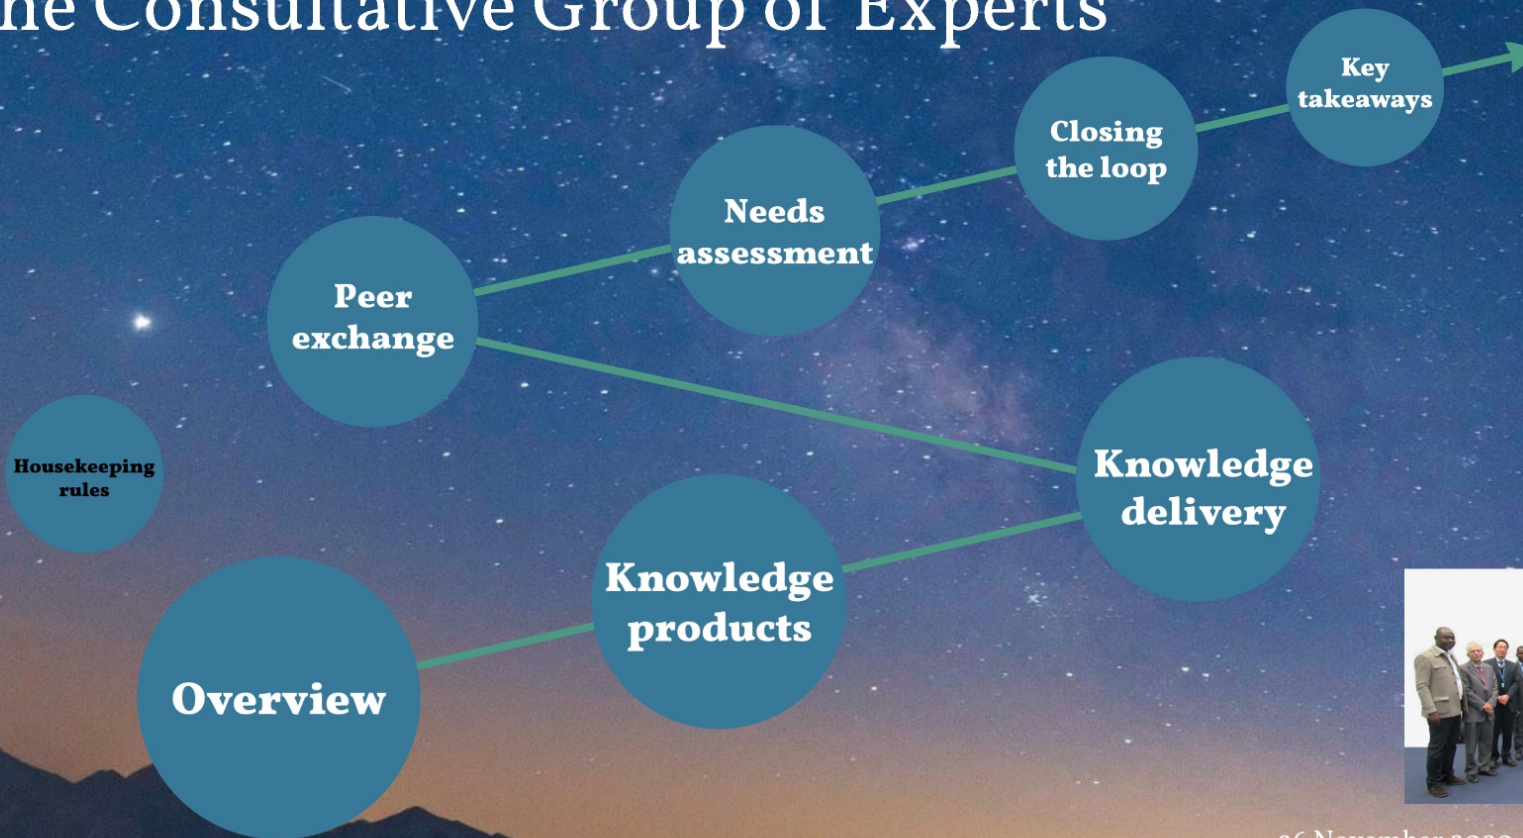 he Consultative Group of Experts
Key
takeaways
Closing
the loop
Needs
assessment
Peer
exchange
Knowledge
delivery
Housekeeping
rules
Knowledge
products
Overview